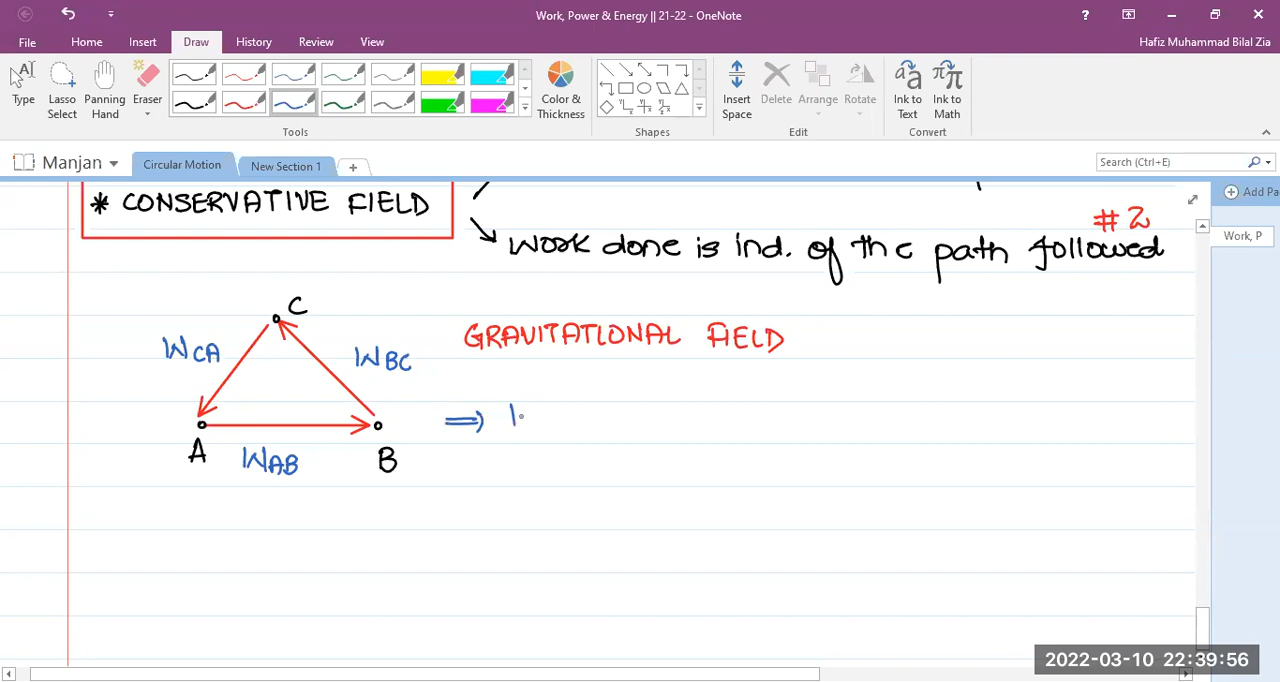 Work, Power & Energy || 21-22 - OneNote
?
File Home Insert Draw History Review View
Hafiz Muhammad Bilal Zia
Type
Lasso Select
Panning Hand
Eraser
Color & Thickness
Insert Space
Delete
Arrange
Rotate
Ink to Text
Ink to Math
Tools
Shapes
Edit
Convert
Manjan
Circular Motion
New Section 1
Search (Ctrl+E)
Add Pa
Work, P
* CONSERVATIVE FIELD
#2
→ Work done is ind. of the path followed
C
GRAVITATIONAL FIELD
WCA
WBC
A
B
WAB
⇒
2022-03-10 22:39:56